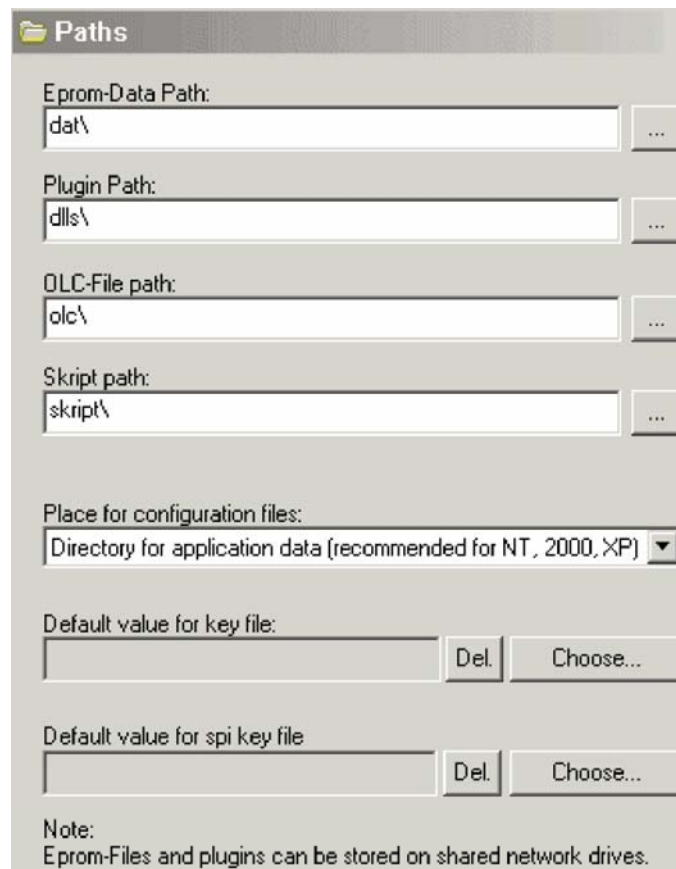 Paths
Eprom-Data Path:
dat\
...
Plugin Path:
dlls\
...
OLC-File path:
olc\
...
Skript path:
skript\
...
Place for configuration files:
Directory for application data (recommended for NT, 2000, XP)
Default value for key file:
Del. Choose...
Default value for spi key file
Del. Choose...
Note:
Eprom-Files and plugins can be stored on shared network drives.